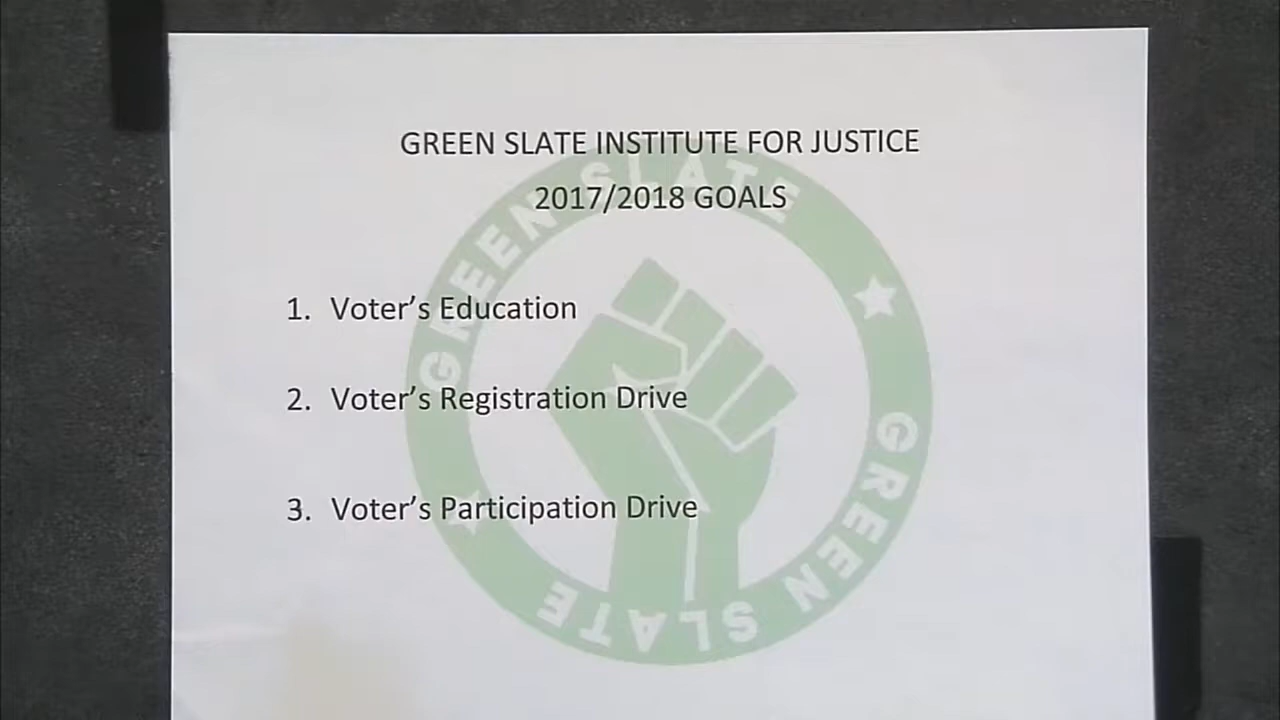 GREEN SLATE INSTITUTE FOR JUSTICE
2017/2018 GOALS
1. Voter’s Education
2. Voter’s Registration Drive
3. Voter’s Participation Drive
GREEN SLATE
GREEN SLATE